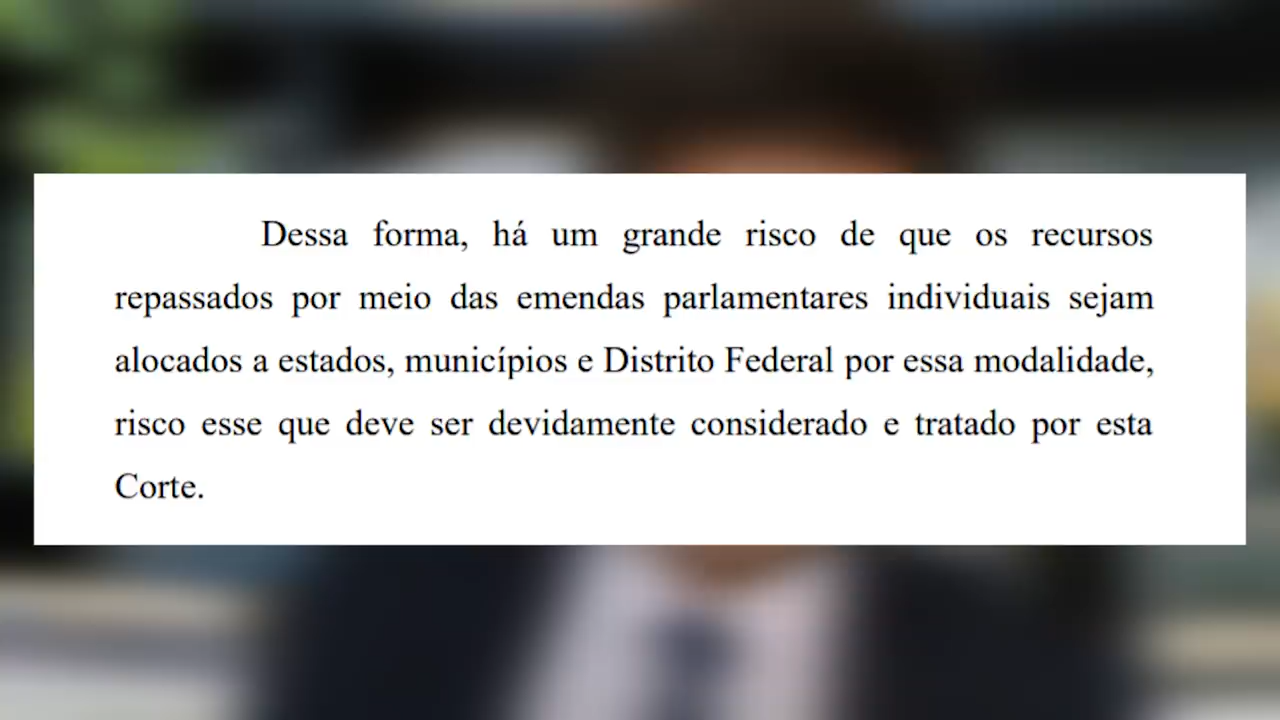 Dessa forma, há um grande risco de que os recursos
repassados por meio das emendas parlamentares individuais sejam
alocados a estados, municípios e Distrito Federal por essa modalidade,
risco esse que deve ser devidamente considerado e tratado por esta
Corte.